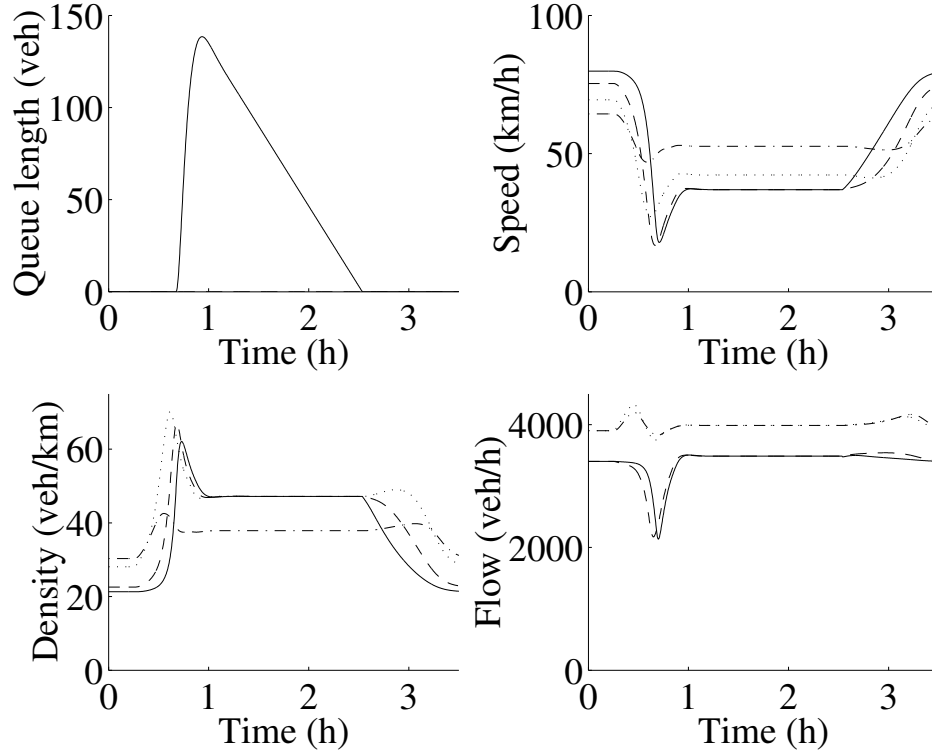 Queue length (veh)
150
100
50
0
0 1 2 3
Time (h)
Speed (km/h)
100
50
0
0 1 2 3
Time (h)
Density (veh/km)
60
40
20
0
0 1 2 3
Time (h)
Flow (veh/h)
4000
2000
0
0 1 2 3
Time (h)